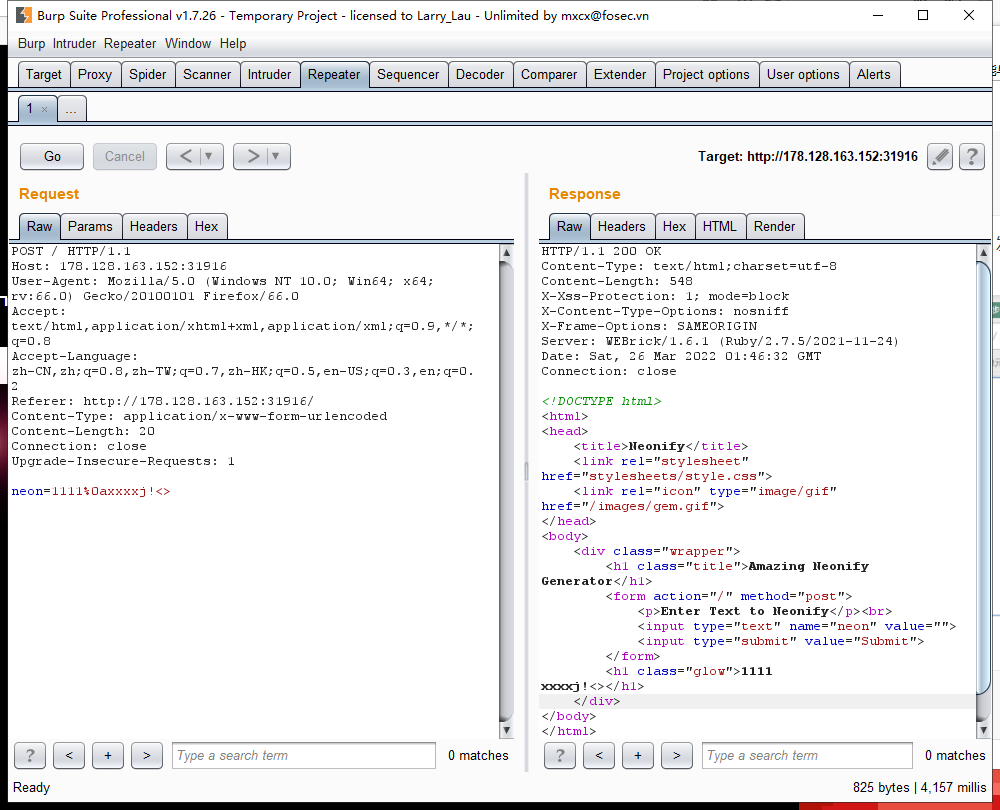 Burp Suite Professional v1.7.26 - Temporary Project - licensed to Larry_Lau - Unlimited by mxcx@fosec.vn
Burp Intruder Repeater Window Help
Target Proxy Spider Scanner Intruder Repeater Sequencer Decoder Comparer Extender Project options User options Alerts
1 × ...
Go Cancel < > Target: http://178.128.163.152:31916 ?
Request
Raw Params Headers Hex
POST / HTTP/1.1
Host: 178.128.163.152:31916
User-Agent: Mozilla/5.0 (Windows NT 10.0; Win64; x64;
rv:66.0) Gecko/20100101 Firefox/66.0
Accept:
text/html,application/xhtml+xml,application/xml;q=0.9,*/*;
q=0.8
Accept-Language:
zh-CN,zh;q=0.8,zh-TW;q=0.7,zh-HK;q=0.5,en-US;q=0.3,en;q=0.
2
Referer: http://178.128.163.152:31916/
Content-Type: application/x-www-form-urlencoded
Content-Length: 20
Connection: close
Upgrade-Insecure-Requests: 1
neon=1111%0axxxxj!<>
? < + > Type a search term 0 matches
Response
Raw Headers Hex HTML Render
HTTP/1.1 200 OK
Content-Type: text/html;charset=utf-8
Content-Length: 548
X-Xss-Protection: 1; mode=block
X-Content-Type-Options: nosniff
X-Frame-Options: SAMEORIGIN
Server: WEBrick/1.6.1 (Ruby/2.7.5/2021-11-24)
Date: Sat, 26 Mar 2022 01:46:32 GMT
Connection: close
<!DOCTYPE html>
<html>
<head>
<title>Neonify</title>
<link rel="stylesheet"
href="stylesheets/style.css">
<link rel="icon" type="image/gif"
href="/images/gem.gif">
</head>
<body>
<div class="wrapper">
<h1 class="title">Amazing Neonify
Generator</h1>
<form action="/" method="post">
<p>Enter Text to Neonify</p><br>
<input type="text" name="neon" value="">
<input type="submit" value="Submit">
</form>
<h1 class="glow">1111
xxxxj!<></h1>
</div>
</body>
</html>
? < + > Type a search term 0 matches
Ready
825 bytes | 4,157 millis